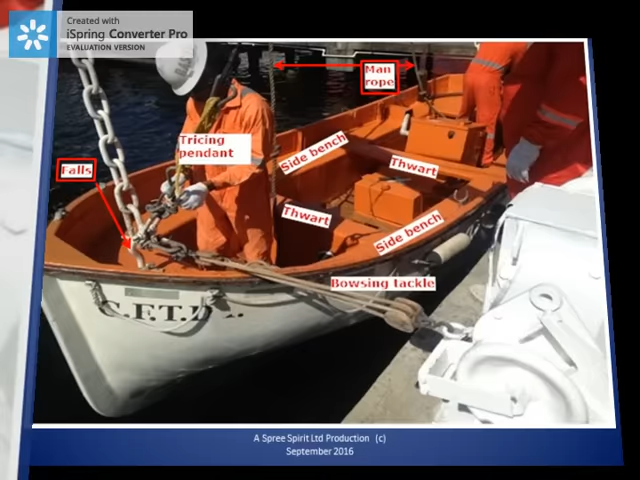 Created with
iSpring Converter Pro
EVALUATION VERSION
Man
rope
Tricing
pendant
Side bench
Thwart
Falls
Thwart
Side bench
Bowsing tackle
A Spree Spirit Ltd Production (c)
September 2016